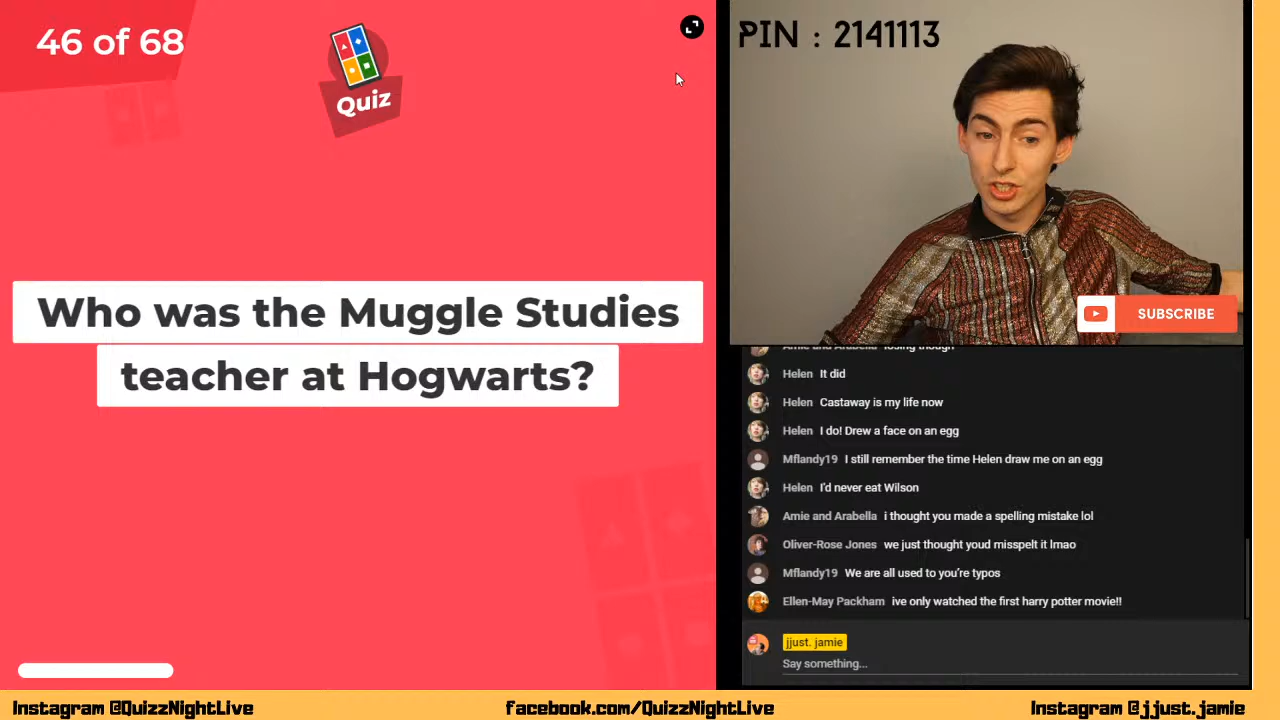 46 of 68
Quiz
Who was the Muggle Studies
teacher at Hogwarts?
PIN : 2141113
SUBSCRIBE
Amie and Arabella losing though
Helen It did
Helen Castaway is my life now
Helen I do! Drew a face on an egg
Mflandy19 I still remember the time Helen draw me on an egg
Helen I'd never eat Wilson
Amie and Arabella i thought you made a spelling mistake lol
Oliver-Rose Jones we just thought youd misspelt it lmao
Mflandy19 We are all used to you're typos
Ellen-May Packham ive only watched the first harry potter movie!!
jjust. jamie
Say something...
Instagram @QuizzNightLive
facebook.com/QuizzNightLive
Instagram @jjust.jamie